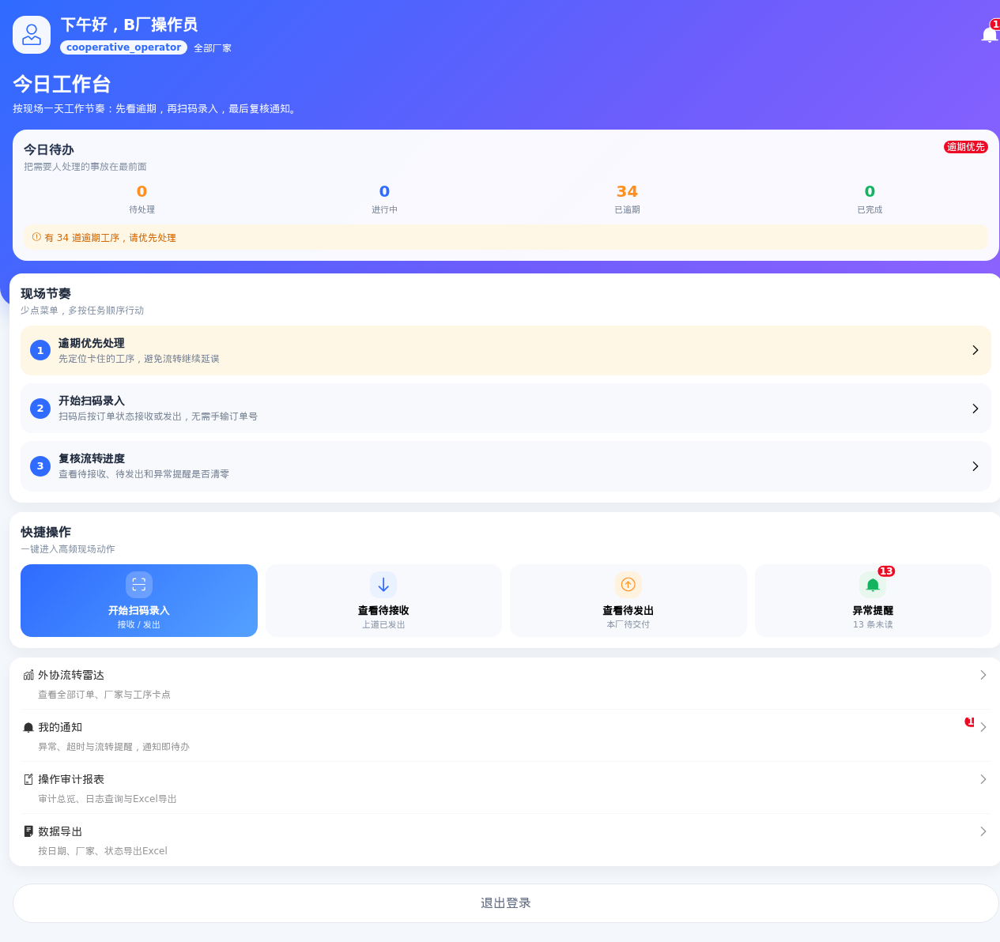 下午好，B厂操作员
cooperative_operator 全部厂家
1
今日工作台
按现场一天工作节奏：先看逾期，再扫码录入，最后复核通知。
今日待办
逾期优先
把需要人处理的事放在最前面
0 0 34 0
待处理 进行中 已逾期 已完成
有 34 道逾期工序，请优先处理
现场节奏
少点菜单，多按任务顺序行动
1
逾期优先处理
先定位卡住的工序，避免流转继续延误
2
开始扫码录入
扫码后按订单状态接收或发出，无需手输订单号
3
复核流转进度
查看待接收、待发出和异常提醒是否清零
快捷操作
一键进入高频现场动作
13
开始扫码录入 查看待接收 查看待发出 异常提醒
接收 / 发出 上道已发出 本厂待交付 13 条未读
外协流转雷达
查看全部订单、厂家与工序卡点
我的通知
1
异常、超时与流转提醒，通知即待办
操作审计报表
审计总览、日志查询与Excel导出
数据导出
按日期、厂家、状态导出Excel
退出登录